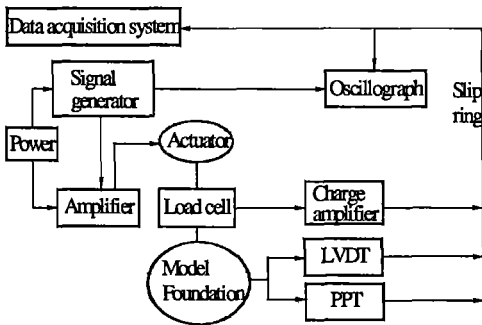 Data acquisition system
Signal
generator
Oscillograph
Slip
ring
Power
Actuator
Amplifier
Load cell
Charge
amplifier
Model
Foundation
LVDT
PPT